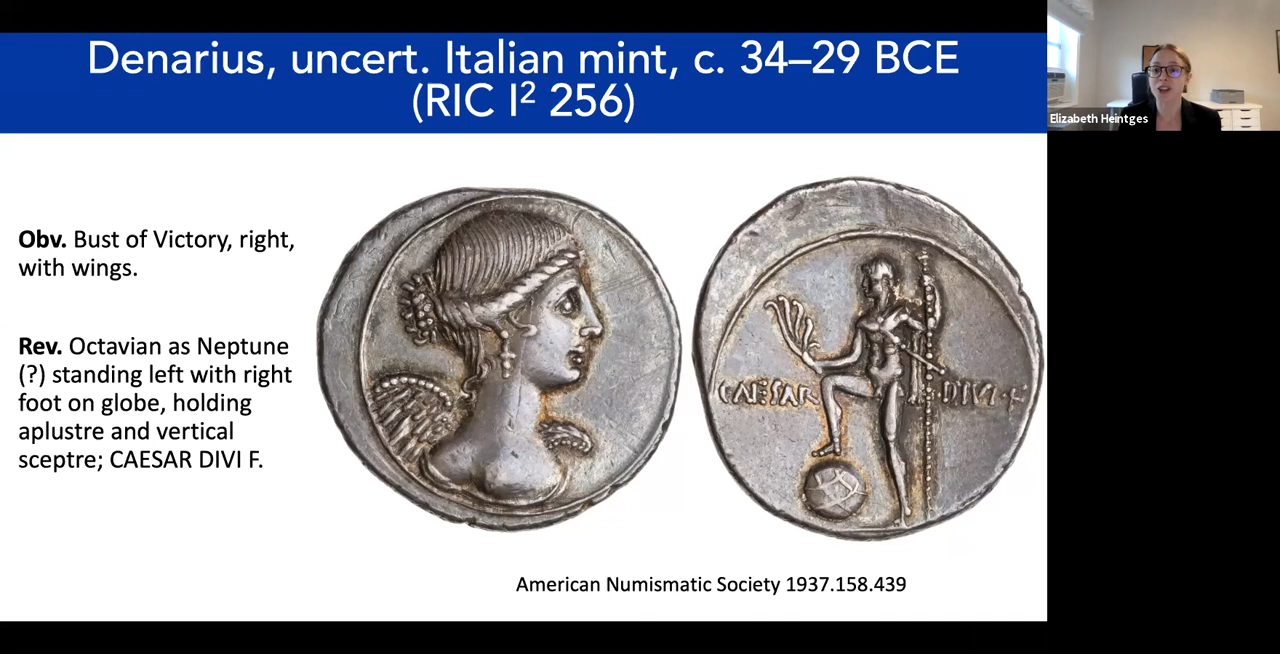 Denarius, uncert. Italian mint, c. 34–29 BCE
(RIC I² 256)
Elizabeth Heintges
Obv. Bust of Victory, right,
with wings.
Rev. Octavian as Neptune
(?) standing left with right
foot on globe, holding
aplustre and vertical
sceptre; CAESAR DIVI F.
CAESAR DIVI F
American Numismatic Society 1937.158.439